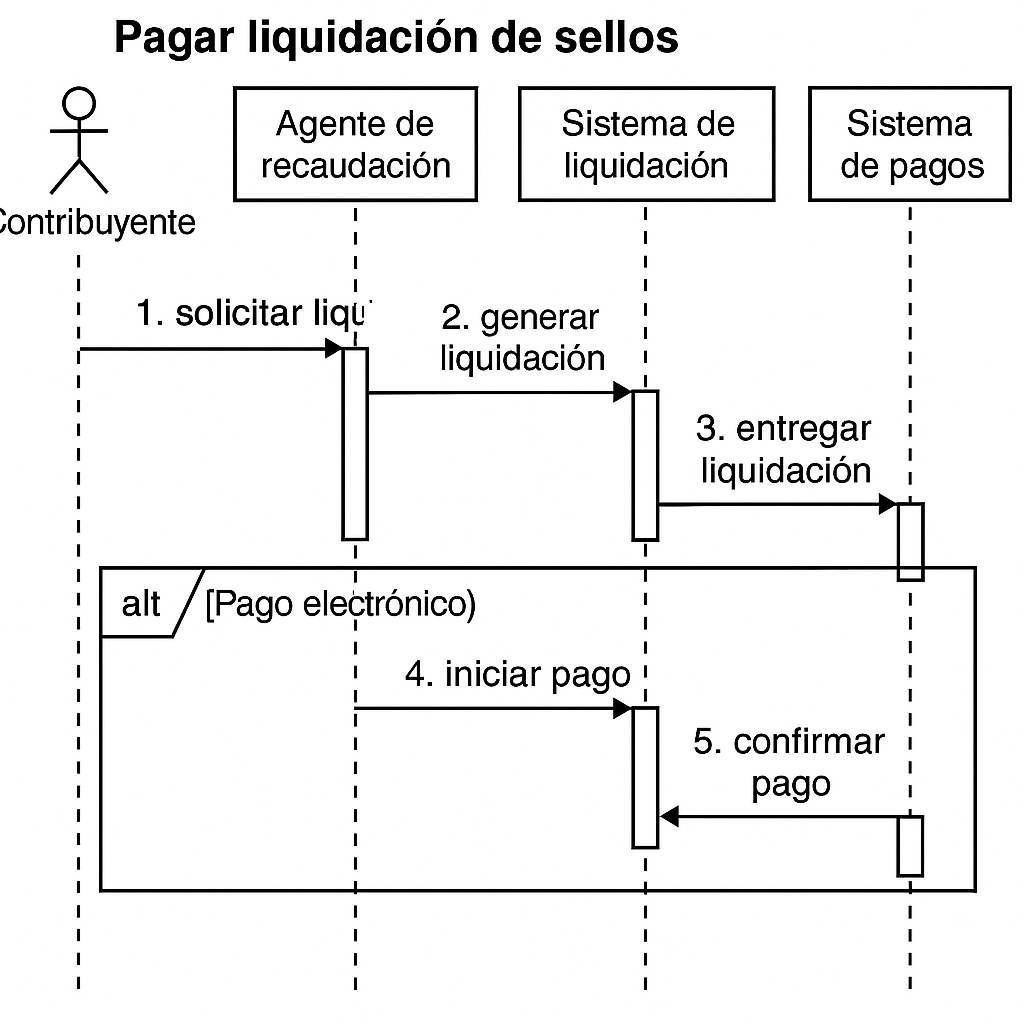 Pagar liquidación de sellos
Agente de
recaudación
Sistema de
liquidación
Sistema
de pagos
Contribuyente
1. solicitar liqu
2. generar
liquidación
3. entregar
liquidación
alt
[Pago electrónico)
4. iniciar pago
5. confirmar
pago